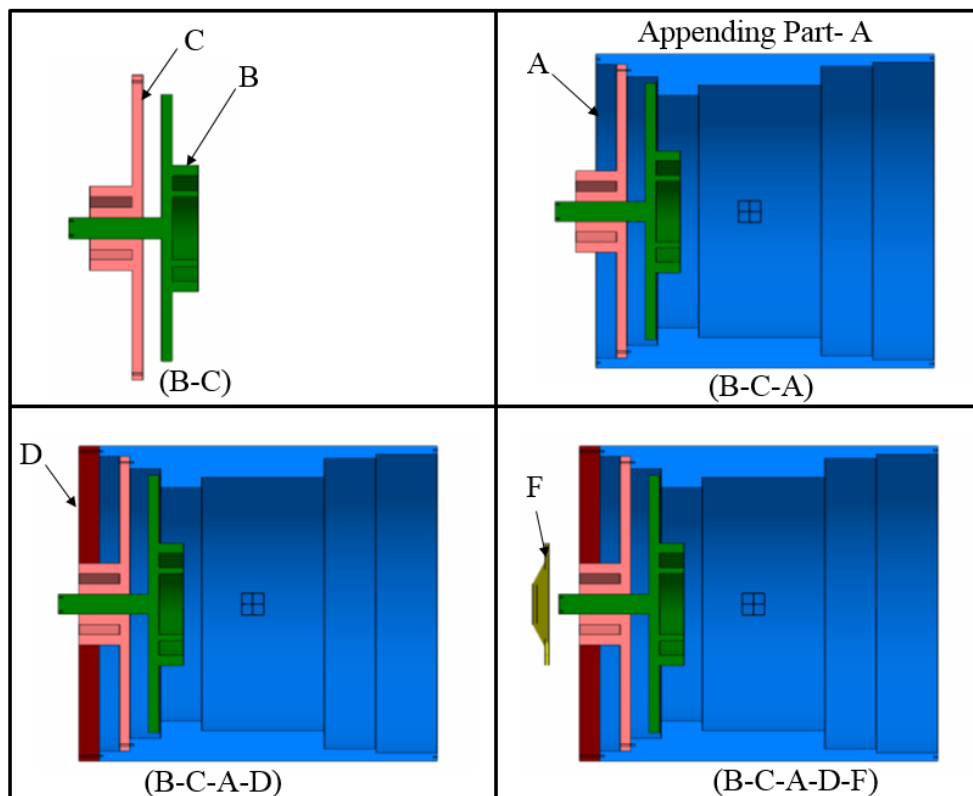 C
B
(B-C)
Appending Part- A
A
(B-C-A)
D
(B-C-A-D)
F
(B-C-A-D-F)